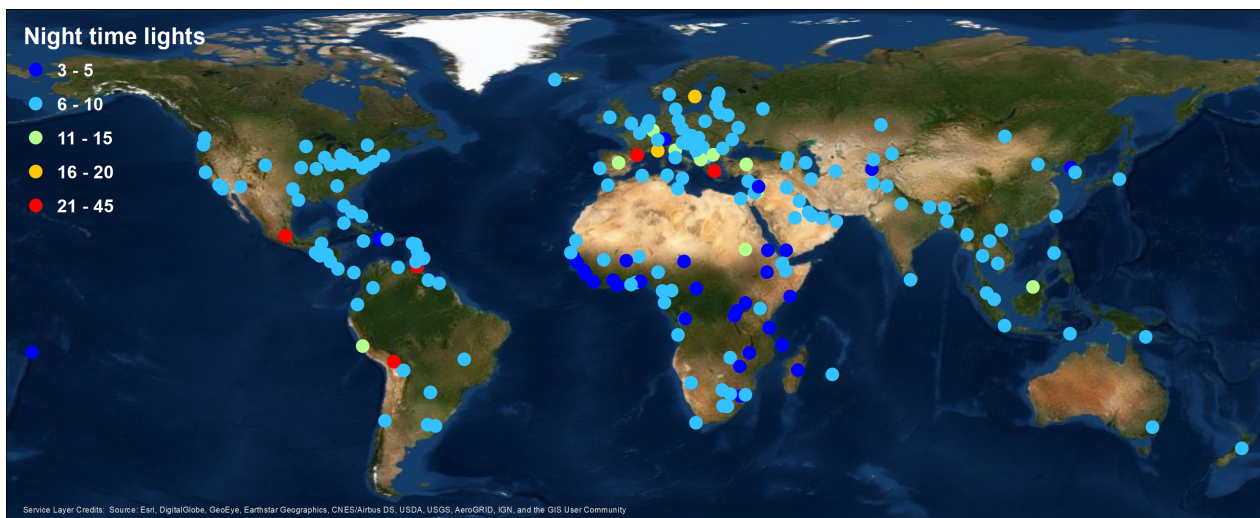 Night time lights
3 - 5
6 - 10
11 - 15
16 - 20
21 - 45
Service Layer Credits: Source: Esri, DigitalGlobe, GeoEye, Earthstar Geographics, CNES/Airbus DS, USDA, USGS, AeroGRID, IGN, and the GIS User Community